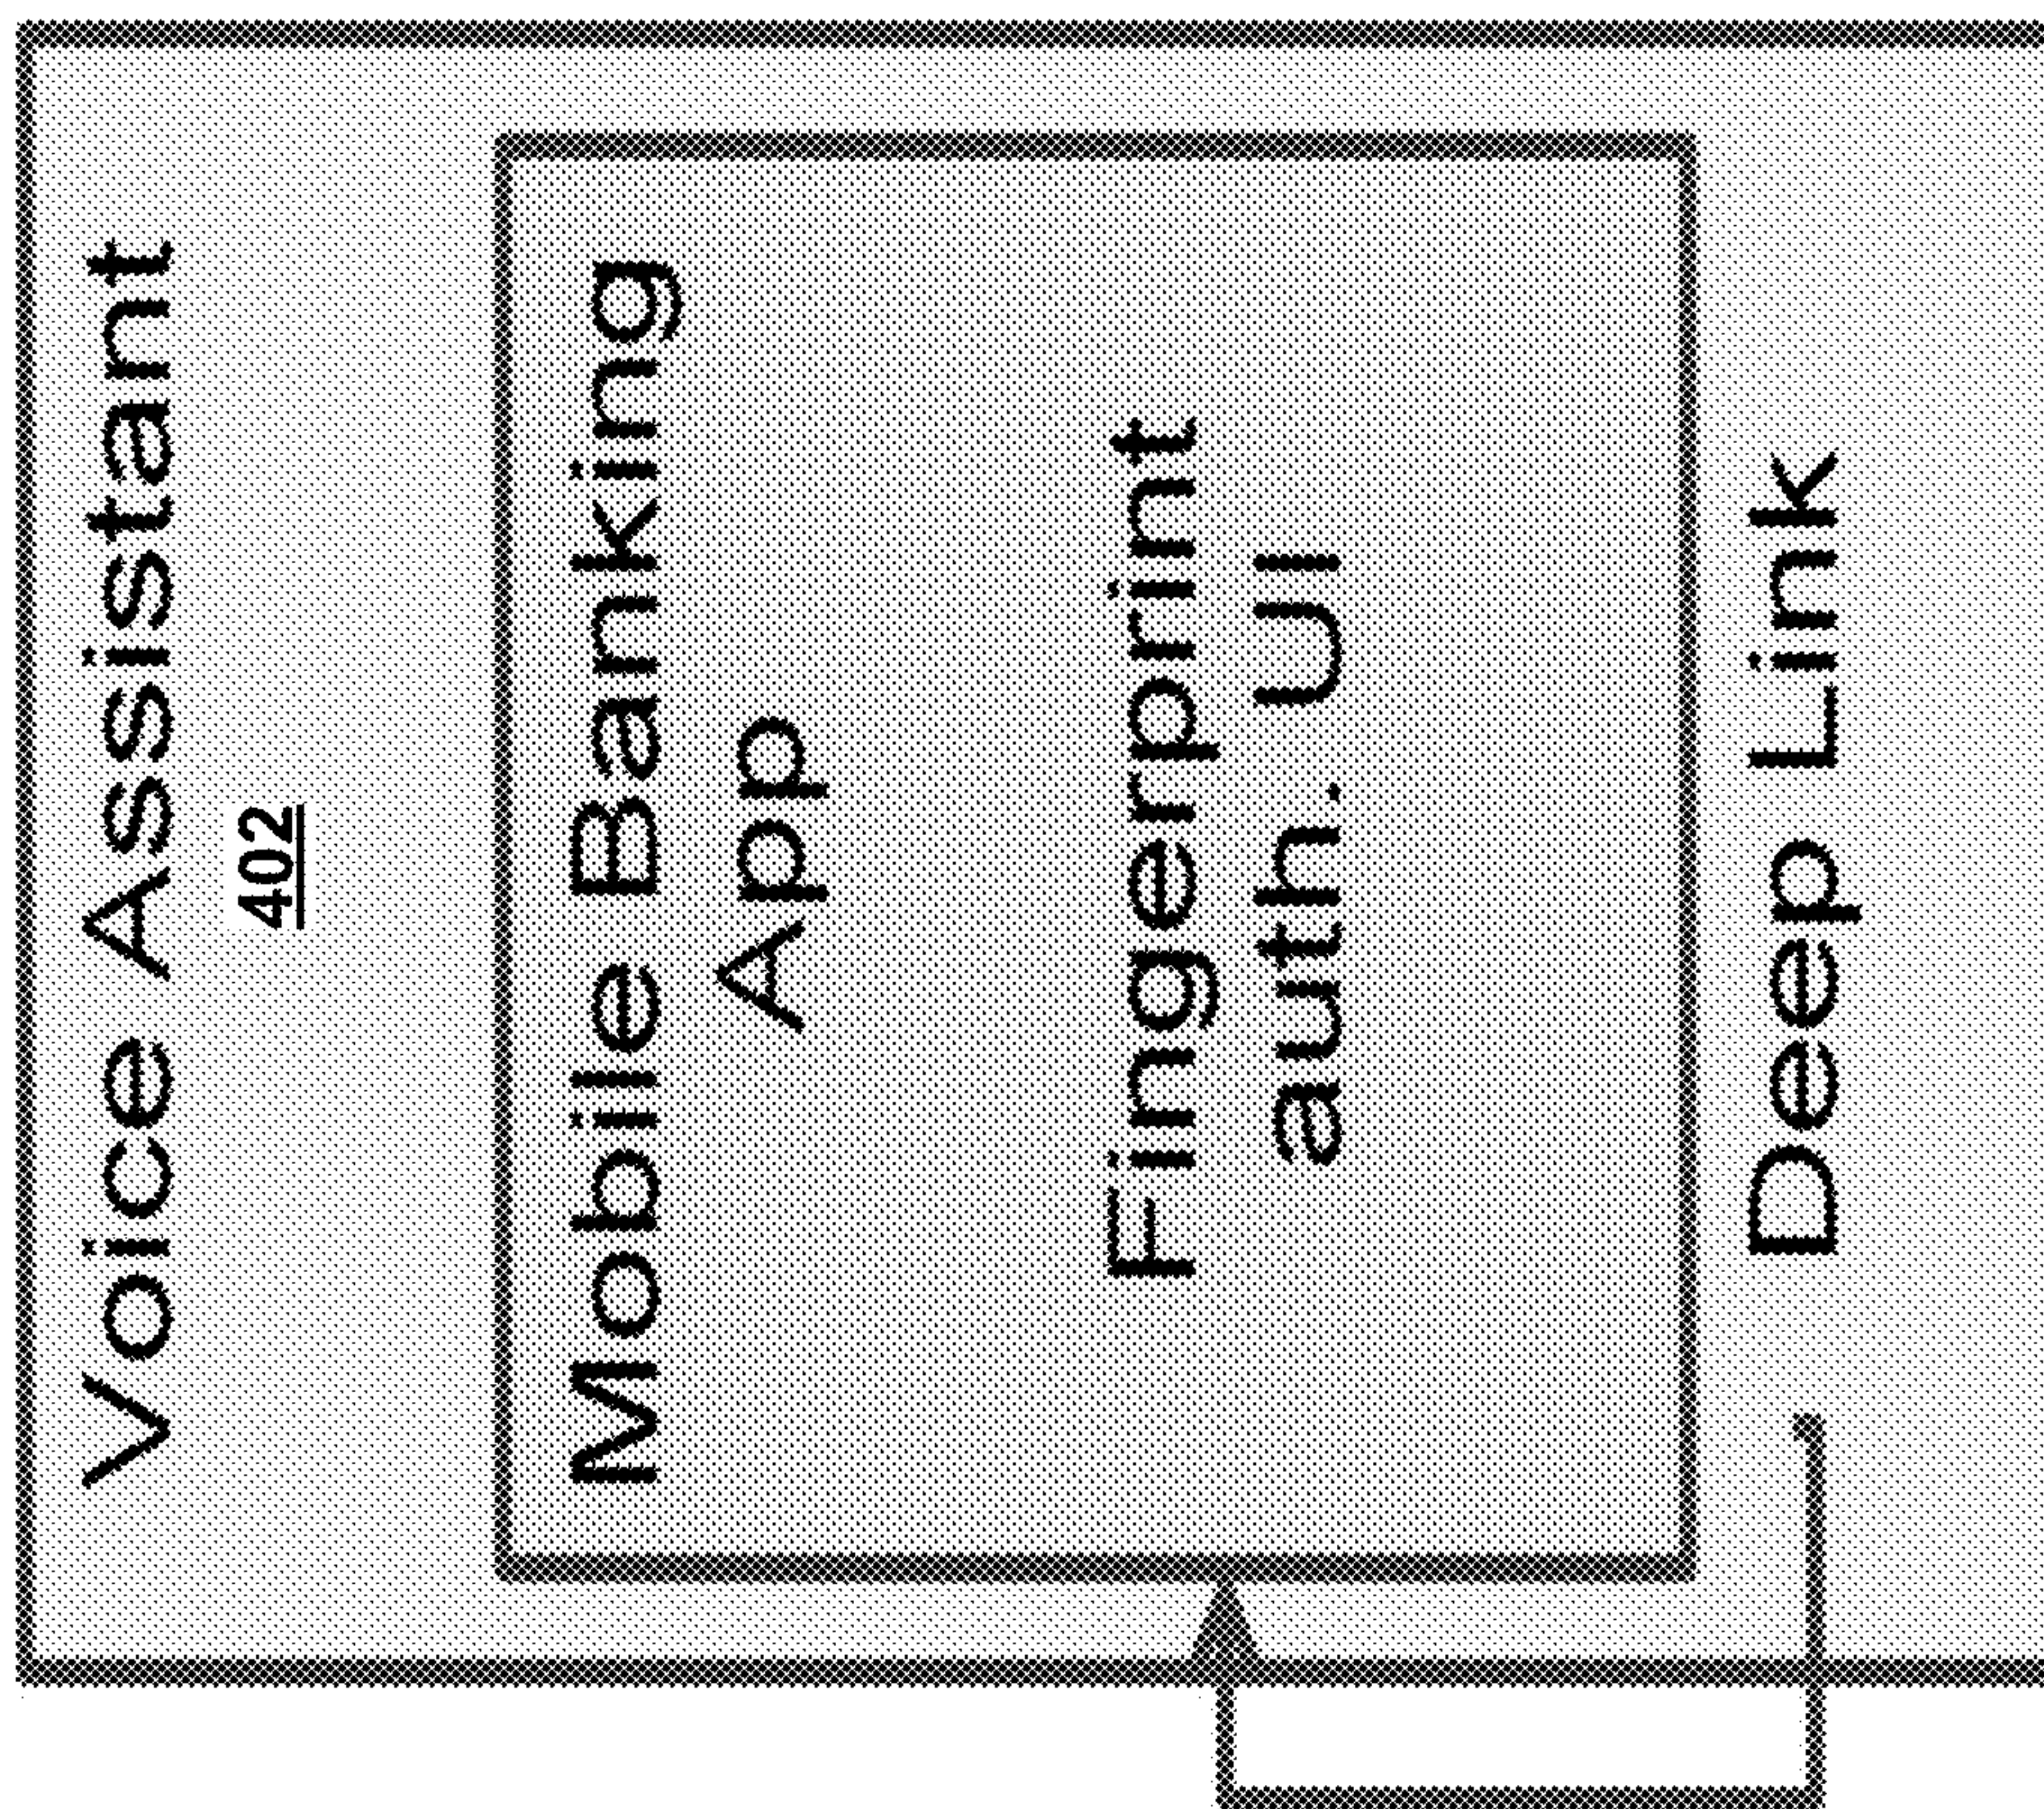 Voice Assistant
402
Mobile Banking
App
Fingerprint
auth. UI
Deep Link